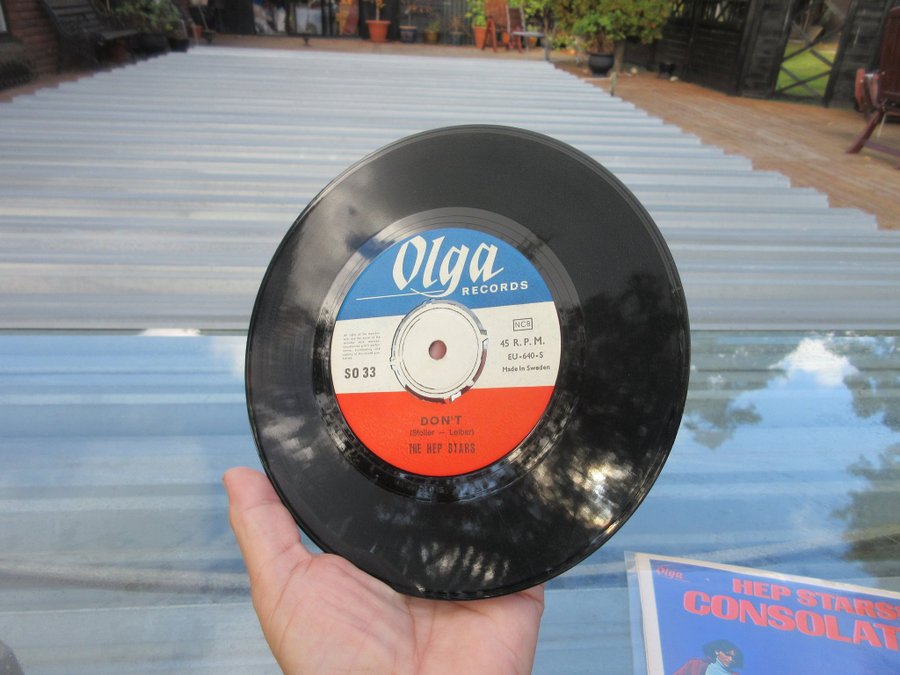 Olga
RECORDS
NCB
45 R.P.M.
EU-640-S
Made in Sweden
SO 33
DON'T
(Stoller — Leiber)
THE HEP STARS
Olga
HEP STARS
CONSOLAT